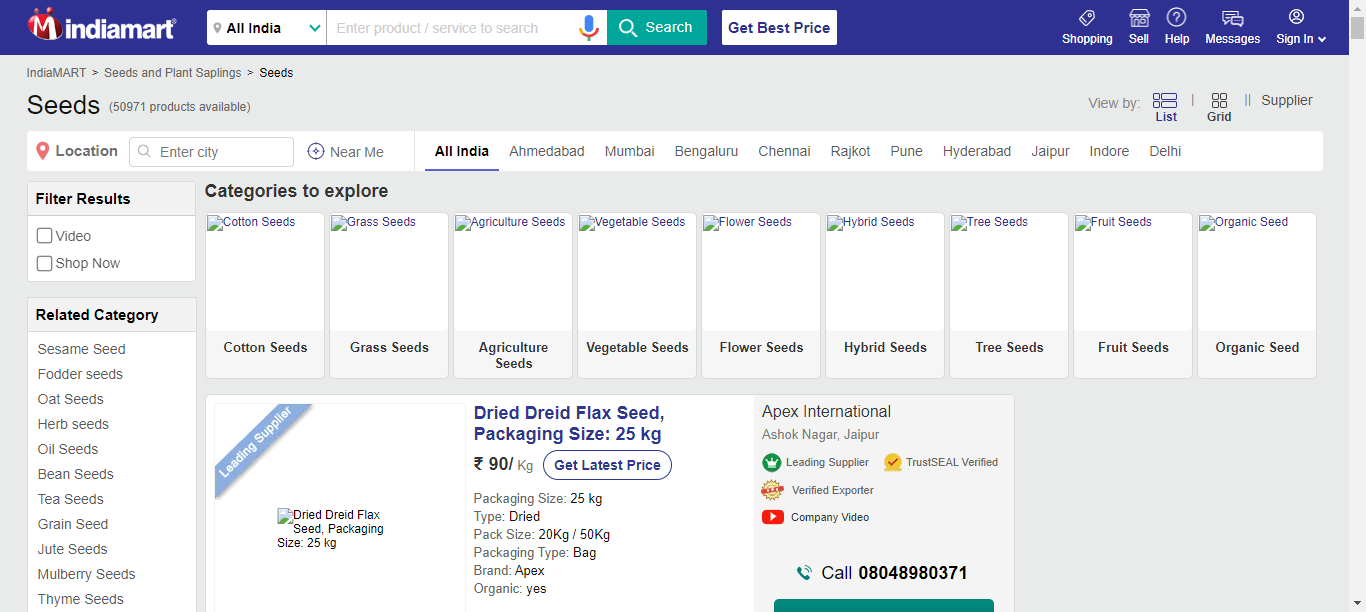 indiamart
All India
Enter product / service to search
Search
Get Best Price
Shopping
Sell
Help
Messages
Sign In
IndiaMART > Seeds and Plant Saplings > Seeds
Seeds (50971 products available)
View by:
List
|
Grid
||
Supplier
Location
Enter city
Near Me
All India
Ahmedabad
Mumbai
Bengaluru
Chennai
Rajkot
Pune
Hyderabad
Jaipur
Indore
Delhi
Filter Results
Video
Shop Now
Related Category
Sesame Seed
Fodder seeds
Oat Seeds
Herb seeds
Oil Seeds
Bean Seeds
Tea Seeds
Grain Seed
Jute Seeds
Mulberry Seeds
Thyme Seeds
Categories to explore
Cotton Seeds
Grass Seeds
Agriculture Seeds
Vegetable Seeds
Flower Seeds
Hybrid Seeds
Tree Seeds
Fruit Seeds
Organic Seed
Cotton Seeds
Grass Seeds
Agriculture
Seeds
Vegetable Seeds
Flower Seeds
Hybrid Seeds
Tree Seeds
Fruit Seeds
Organic Seed
Leading Supplier
Dried Dreid Flax
Seed, Packaging
Size: 25 kg
Dried Dreid Flax Seed,
Packaging Size: 25 kg
₹ 90/ Kg
Get Latest Price
Packaging Size: 25 kg
Type: Dried
Pack Size: 20Kg / 50Kg
Packaging Type: Bag
Brand: Apex
Organic: yes
Apex International
Ashok Nagar, Jaipur
Leading Supplier
TrustSEAL Verified
Verified Exporter
Company Video
Call 08048980371